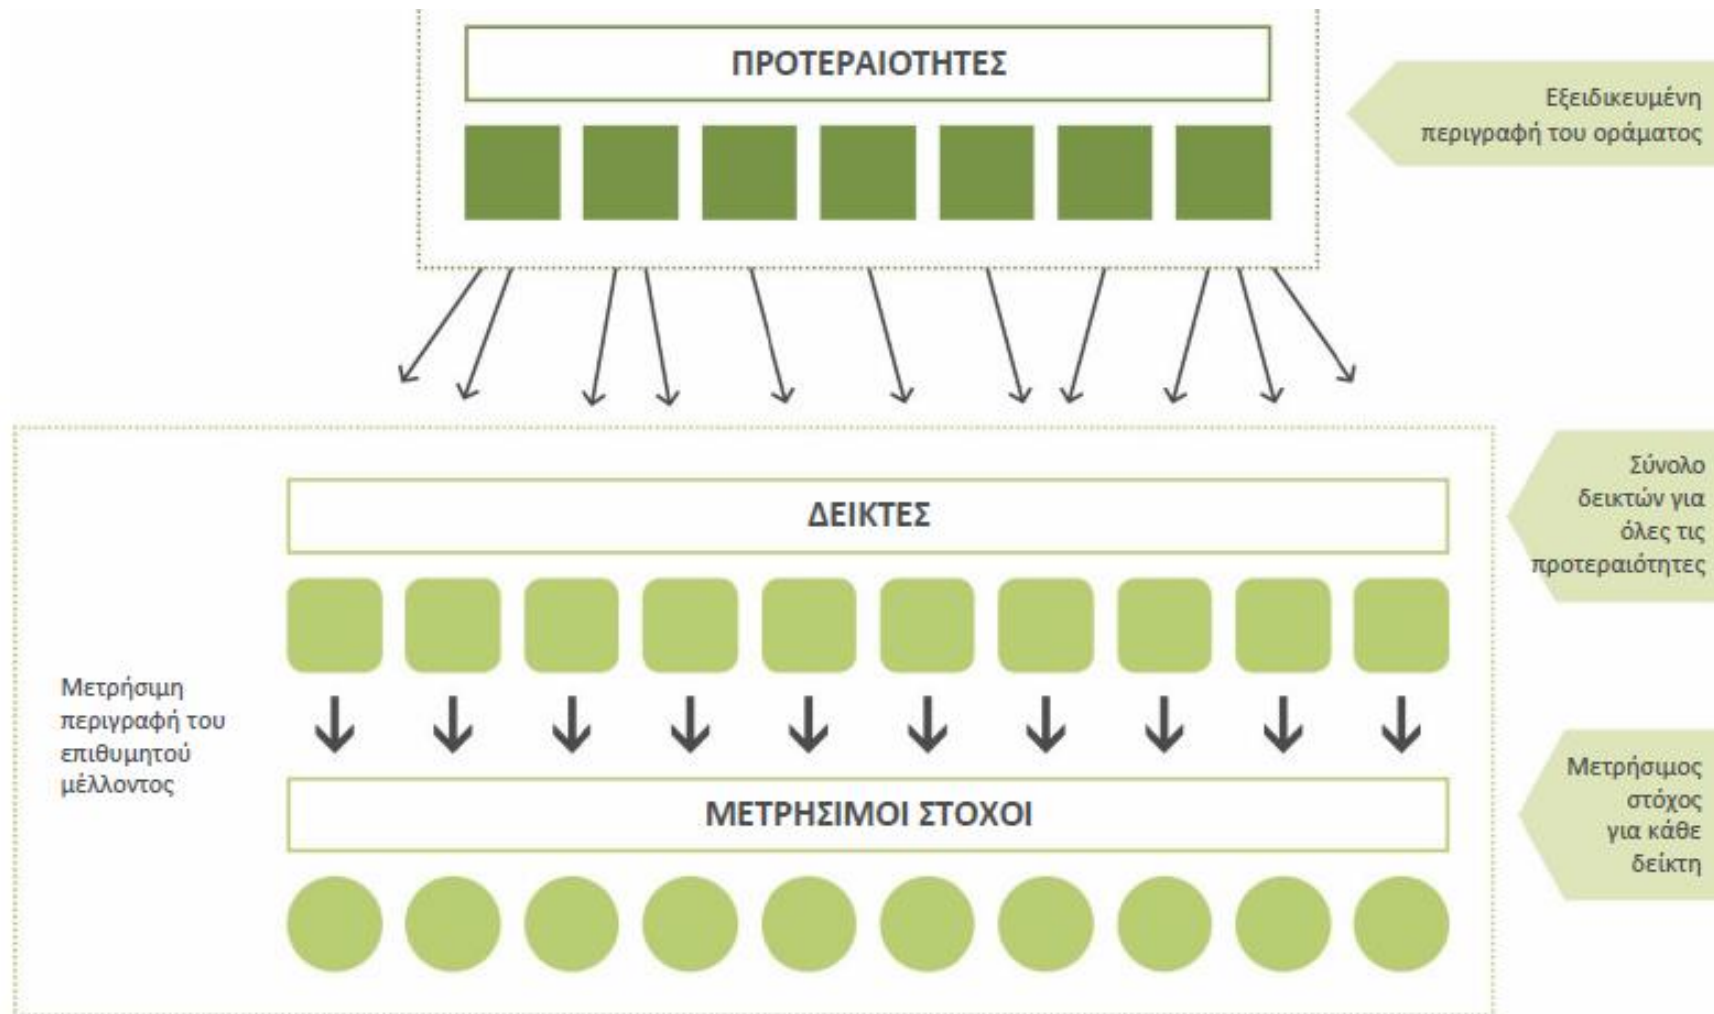 ΠΡΟΤΕΡΑΙΟΤΗΤΕΣ
Εξειδικευμένη
περιγραφή του οράματος
Σύνολο
δεικτών για
όλες τις
προτεραιότητες
ΔΕΙΚΤΕΣ
Μετρήσιμη
περιγραφή του
επιθυμητού
μέλλοντος
ΜΕΤΡΗΣΙΜΟΙ ΣΤΟΧΟΙ
Μετρήσιμος
στόχος
για κάθε
δείκτη